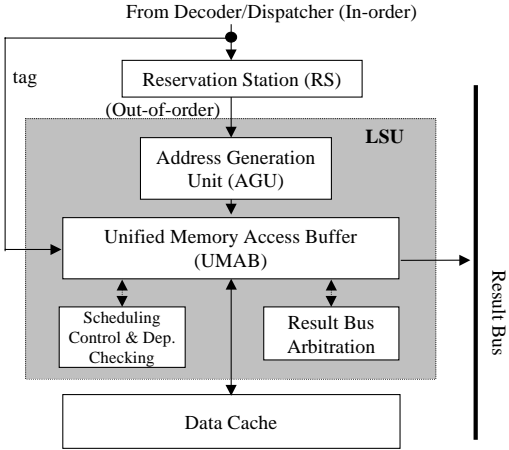 From Decoder/Dispatcher (In-order)
tag
Reservation Station (RS)
(Out-of-order)
LSU
Address Generation
Unit (AGU)
Unified Memory Access Buffer
(UMAB)
Scheduling
Control & Dep.
Checking
Result Bus
Arbitration
Result Bus
Data Cache